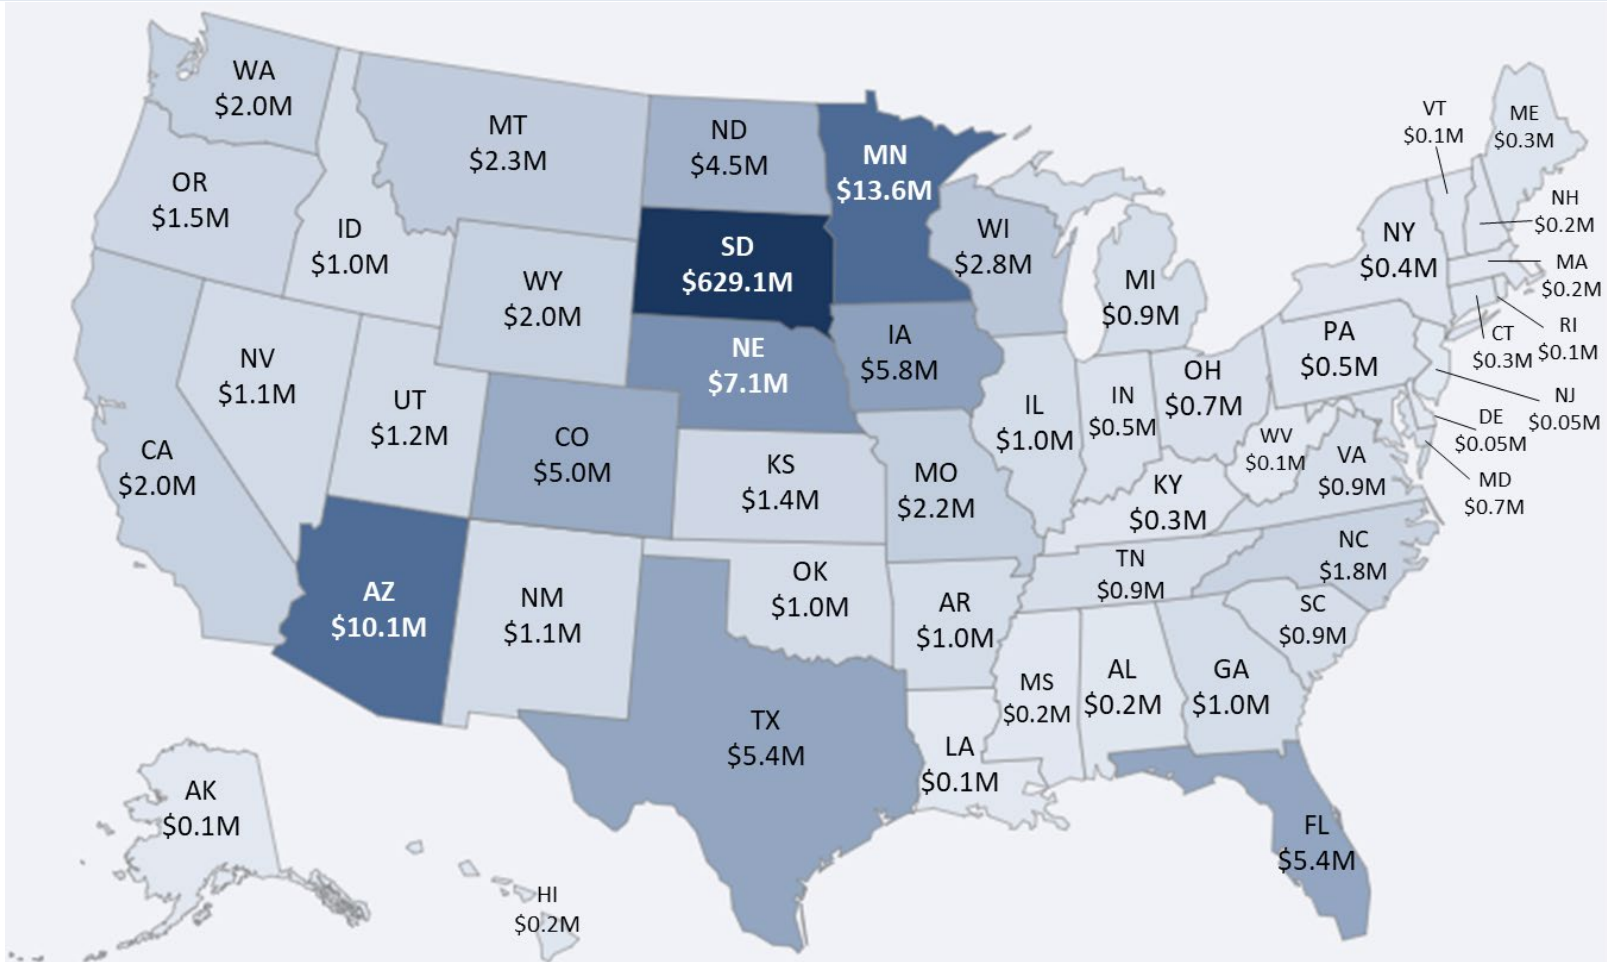 WA
$2.0M
MT
$2.3M
ND
$4.5M
MN
$13.6M
VT
$0.1M
ME
$0.3M
OR
$1.5M
ID
$1.0M
WY
$2.0M
SD
$629.1M
WI
$2.8M
MI
$0.9M
NY
$0.4M
NH
$0.2M
MA
$0.2M
RI
$0.1M
CT
$0.3M
NV
$1.1M
UT
$1.2M
CA
$2.0M
CO
$5.0M
NE
$7.1M
IA
$5.8M
KS
$1.4M
MO
$2.2M
IL
$1.0M
IN
$0.5M
OH
$0.7M
PA
$0.5M
NJ
$0.05M
DE
$0.05M
MD
$0.7M
WV
$0.1M
VA
$0.9M
KY
$0.3M
TN
$0.9M
NC
$1.8M
SC
$0.9M
AZ
$10.1M
NM
$1.1M
OK
$1.0M
AR
$1.0M
TX
$5.4M
LA
$0.1M
MS
$0.2M
AL
$0.2M
GA
$1.0M
FL
$5.4M
AK
$0.1M
HI
$0.2M